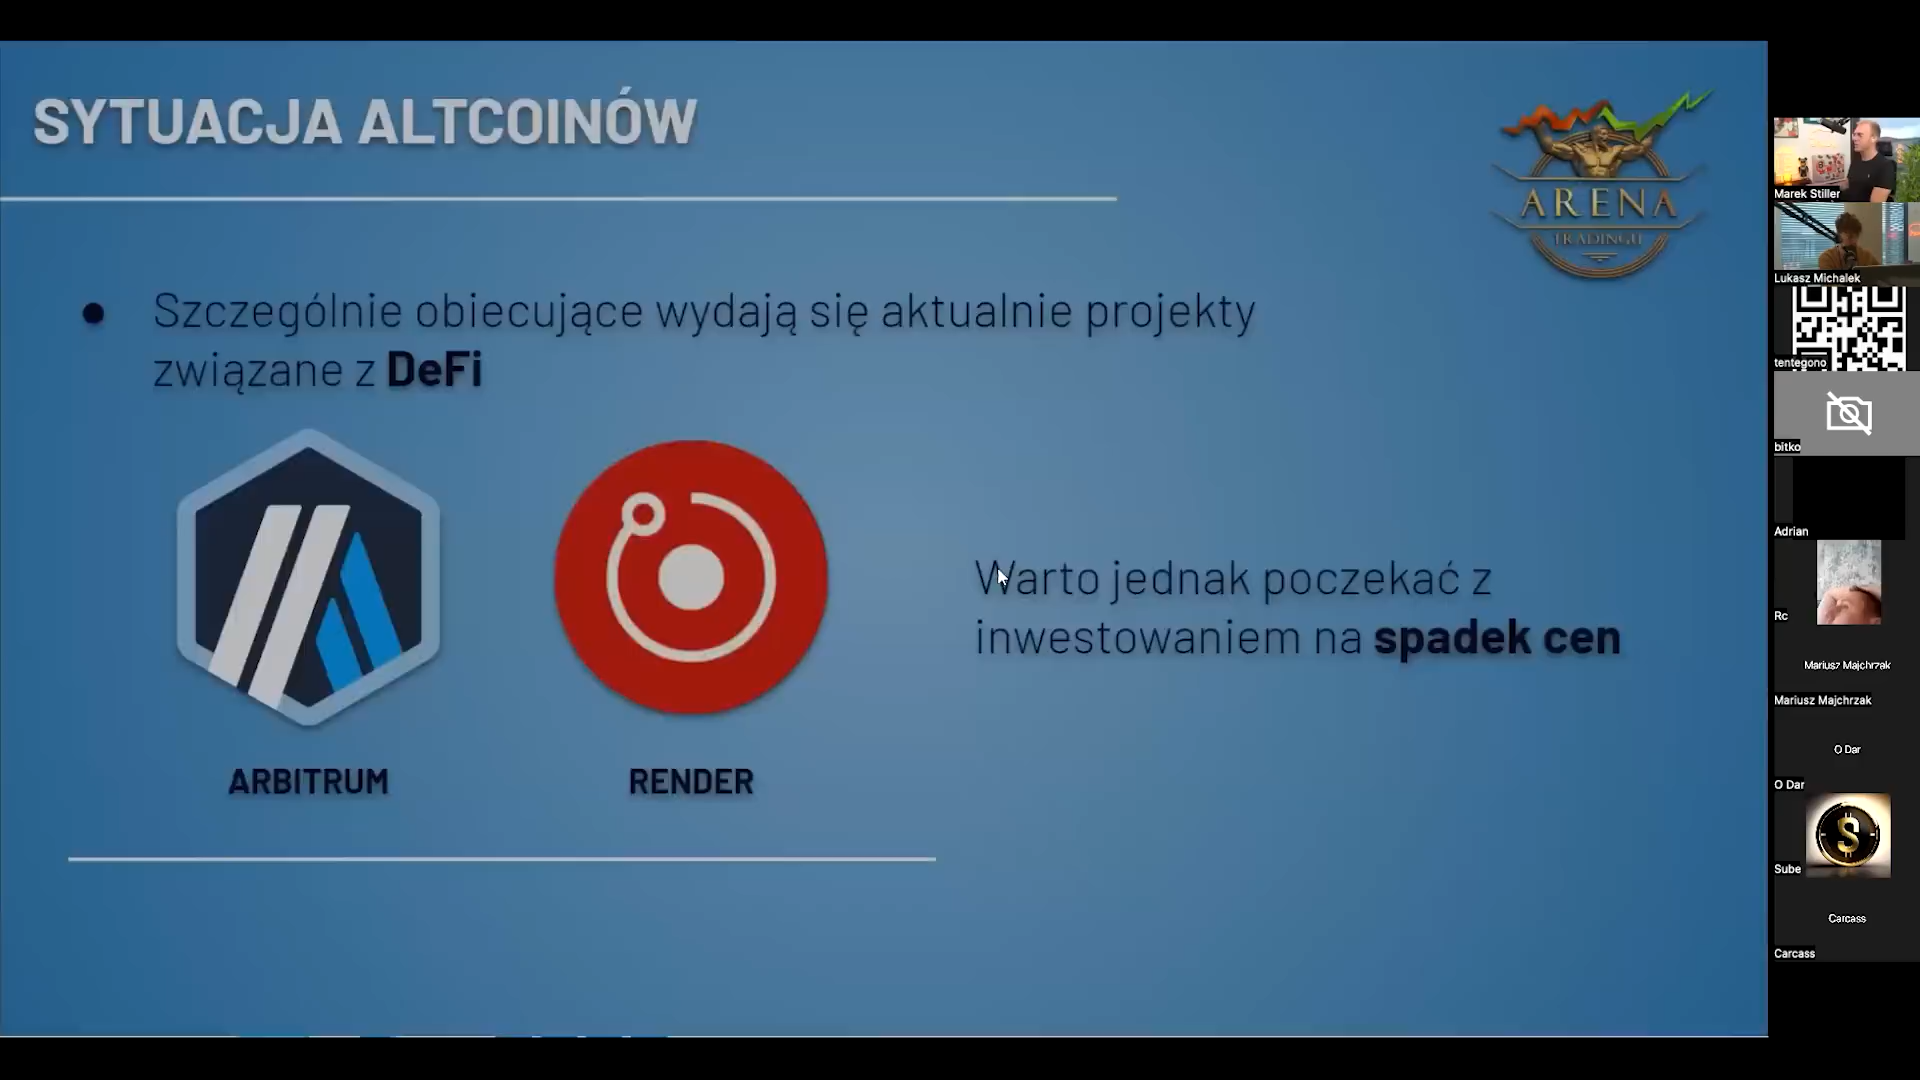 SYTUACJA ALTCOINÓW
ARENA
TRADINGU
Szczególnie obiecujące wydają się aktualnie projekty
związane z DeFi
Warto jednak poczekać z
inwestowaniem na spadek cen
ARBITRUM
RENDER
Marek Stiller
Lukasz Michalek
tentegono
bitko
Adrian
Rc
Mariusz Majchrzak
Mariusz Majchrzak
O Dar
O Dar
$
Sube
Carcass
Carcass